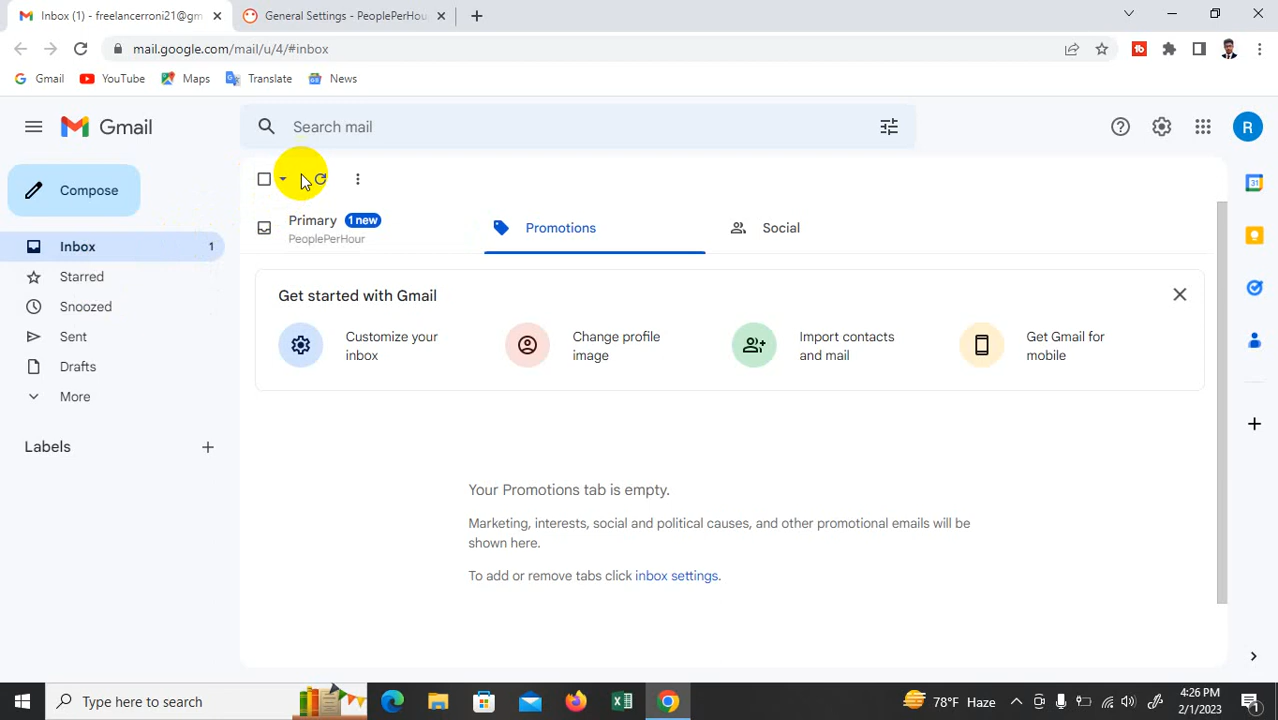 Inbox (1) - freelancerroni21@gm
General Settings - PeoplePerHou
mail.google.com/mail/u/4/#inbox
Gmail
YouTube
Maps
Translate
News
Gmail
Search mail
R
Compose
Inbox 1
Starred
Snoozed
Sent
Drafts
More
Labels
Primary 1 new
PeoplePerHour
Promotions
Social
Get started with Gmail
Customize your
inbox
Change profile
image
Import contacts
and mail
Get Gmail for
mobile
Your Promotions tab is empty.
Marketing, interests, social and political causes, and other promotional emails will be
shown here.
To add or remove tabs click inbox settings.
Type here to search
78°F Haze
4:26 PM
2/1/2023
1
31